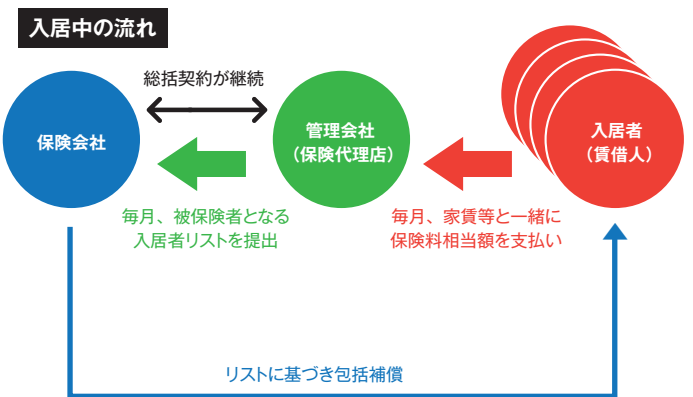 入居中の流れ
総括契約が継続
保険会社
管理会社
（保険代理店）
入居者
（賃借人）
毎月、被保険者となる
入居者リストを提出
毎月、家賃等と一緒に
保険料相当額を支払い
リストに基づき包括補償